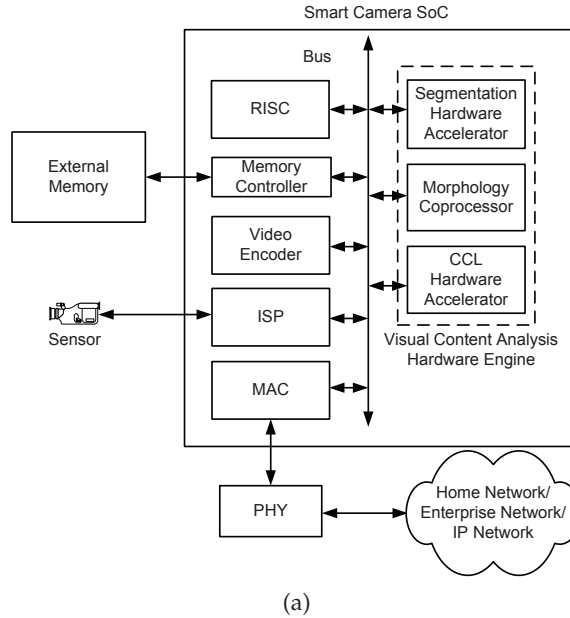 Smart Camera SoC
Bus
RISC
Segmentation
Hardware
Accelerator
External
Memory
Memory
Controller
Morphology
Coprocessor
Video
Encoder
CCL
Hardware
Accelerator
Sensor
ISP
Visual Content Analysis
Hardware Engine
MAC
PHY
Home Network/
Enterprise Network/
IP Network
(a)